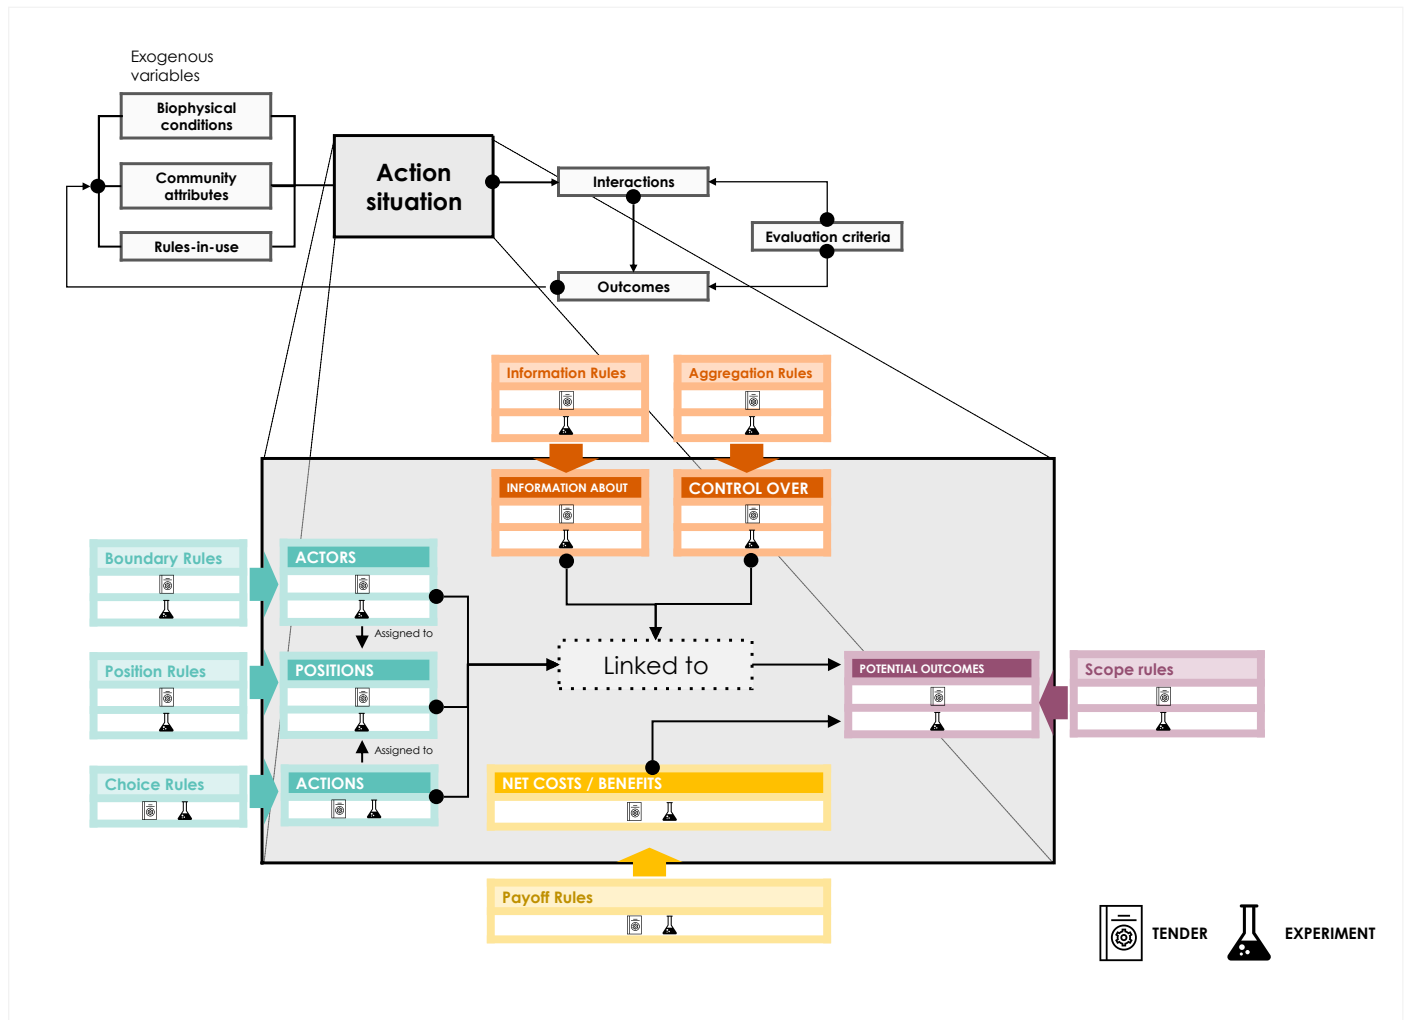 Exogenous
variables
Biophysical
conditions
Community
attributes
Rules-in-use
Action
situation
Interactions
Evaluation criteria
Outcomes
Information Rules
Aggregation Rules
INFORMATION ABOUT
CONTROL OVER
Boundary Rules
ACTORS
Assigned to
Position Rules
POSITIONS
Linked to
POTENTIAL OUTCOMES
Scope rules
Assigned to
Choice Rules
ACTIONS
NET COSTS / BENEFITS
Payoff Rules
TENDER
EXPERIMENT